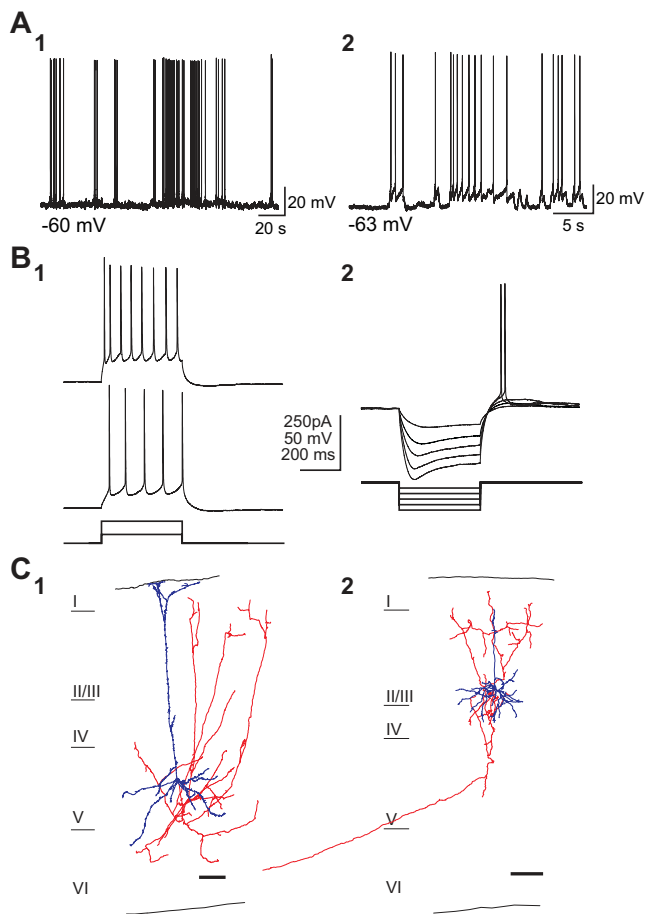 A
1
2
20 mV
20 s
-60 mV
20 mV
5 s
-63 mV
B
1
2
250pA
50 mV
200 ms
C
1
2
I
II/III
IV
V
VI
I
II/III
IV
V
VI